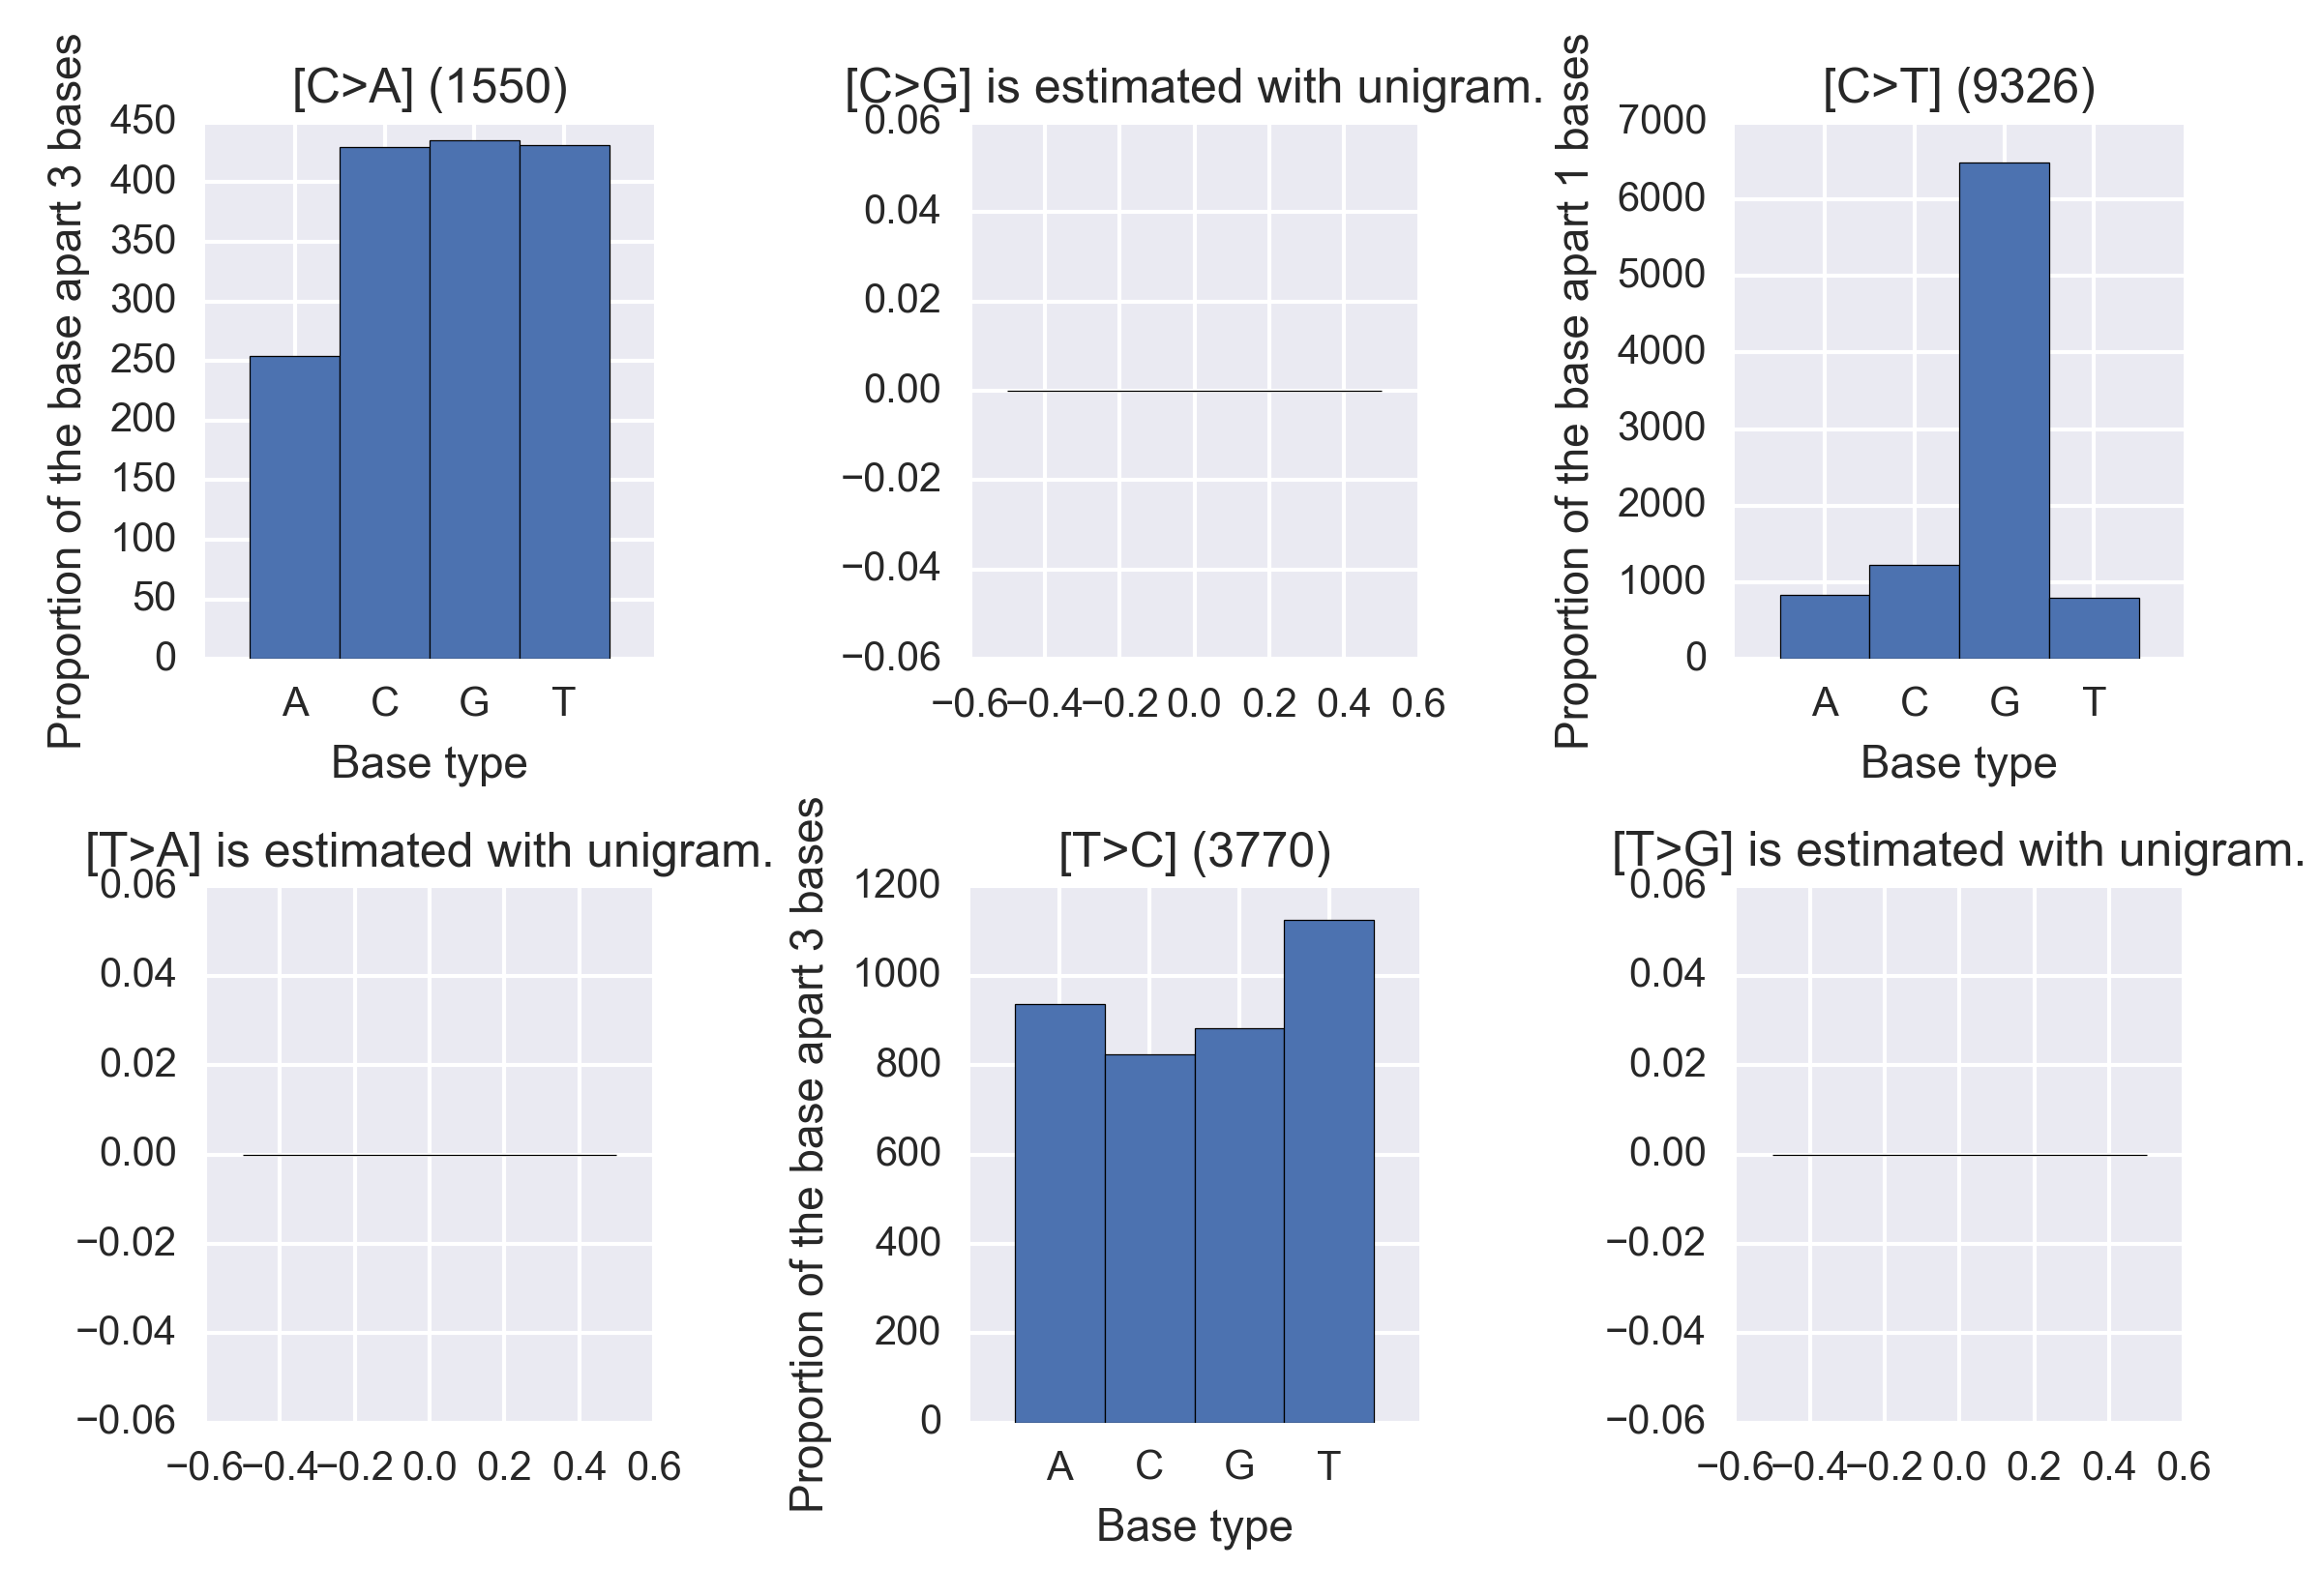 [C>A] (1550)
Proportion of the base apart 3 bases
450
400
350
300
250
200
150
100
50
0
A C G T
Base type
[C>G] is estimated with unigram.
0.06
0.04
0.02
0.00
−0.02
−0.04
−0.06
−0.6 −0.4 −0.2 0.0 0.2 0.4 0.6
[C>T] (9326)
Proportion of the base apart 1 bases
7000
6000
5000
4000
3000
2000
1000
0
A C G T
Base type
[T>A] is estimated with unigram.
0.06
0.04
0.02
0.00
−0.02
−0.04
−0.06
−0.6 −0.4 −0.2 0.0 0.2 0.4 0.6
[T>C] (3770)
Proportion of the base apart 3 bases
1200
1000
800
600
400
200
0
A C G T
Base type
[T>G] is estimated with unigram.
0.06
0.04
0.02
0.00
−0.02
−0.04
−0.06
−0.6 −0.4 −0.2 0.0 0.2 0.4 0.6